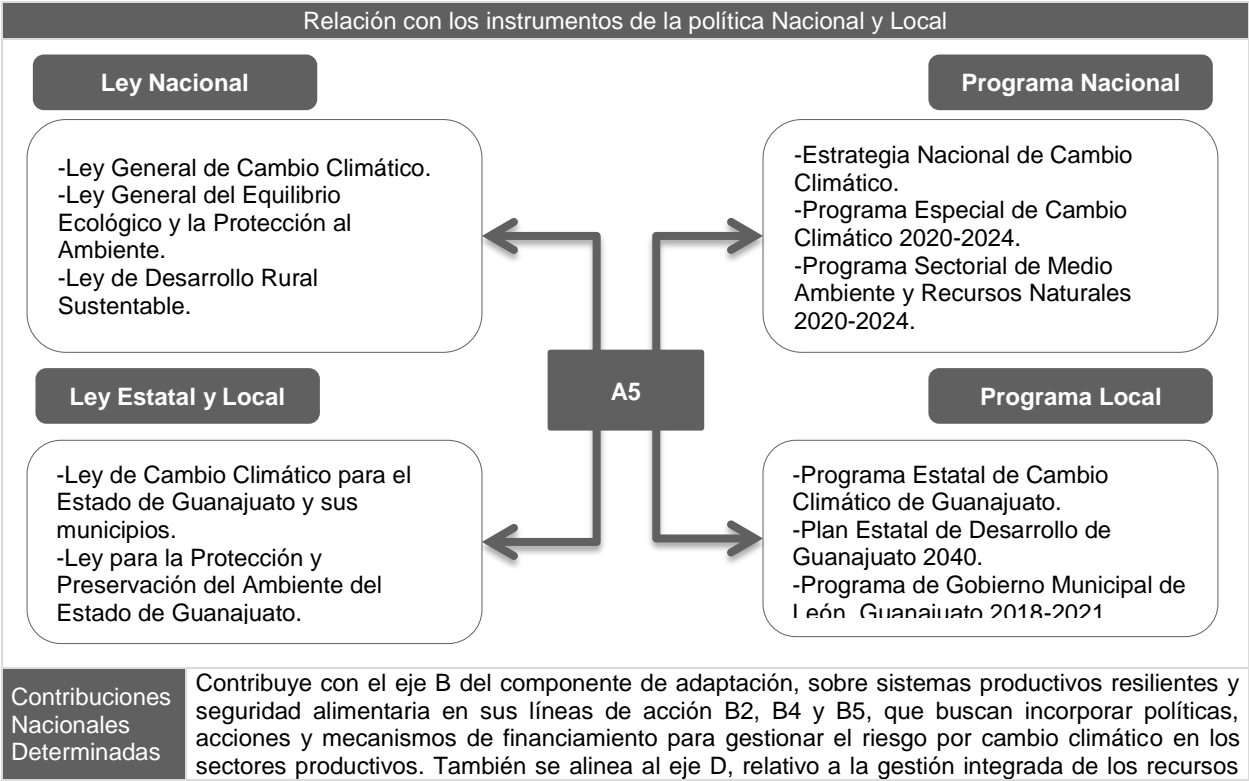 Relación con los instrumentos de la política Nacional y Local
Ley Nacional
-Ley General de Cambio Climático.
-Ley General del Equilibrio
Ecológico y la Protección al
Ambiente.
-Ley de Desarrollo Rural
Sustentable.
Programa Nacional
-Estrategia Nacional de Cambio
Climático.
-Programa Especial de Cambio
Climático 2020-2024.
-Programa Sectorial de Medio
Ambiente y Recursos Naturales
2020-2024.
A5
Ley Estatal y Local
-Ley de Cambio Climático para el
Estado de Guanajuato y sus
municipios.
-Ley para la Protección y
Preservación del Ambiente del
Estado de Guanajuato.
Programa Local
-Programa Estatal de Cambio
Climático de Guanajuato.
-Plan Estatal de Desarrollo de
Guanajuato 2040.
-Programa de Gobierno Municipal de
León, Guanajuato 2018-2021
Contribuciones
Nacionales
Determinadas
Contribuye con el eje B del componente de adaptación, sobre sistemas productivos resilientes y
seguridad alimentaria en sus líneas de acción B2, B4 y B5, que buscan incorporar políticas,
acciones y mecanismos de financiamiento para gestionar el riesgo por cambio climático en los
sectores productivos. También se alinea al eje D, relativo a la gestión integrada de los recursos